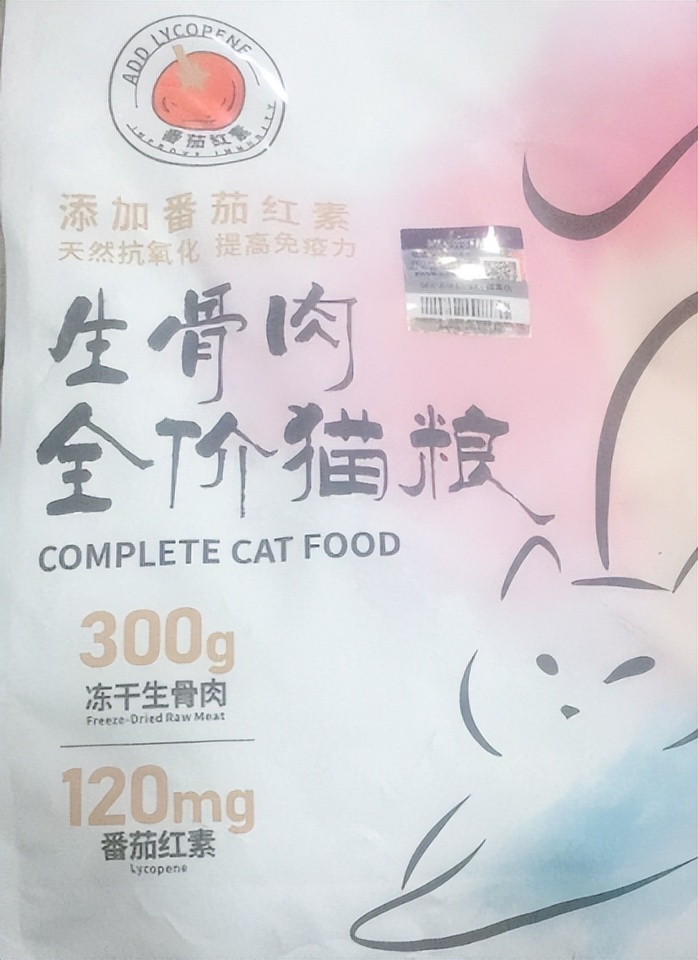 ADD LYCOPENE
番茄红素
IMPROVE IMMUNITY
添加番茄红素
天然抗氧化 提高免疫力
生骨肉
全价猫粮
COMPLETE CAT FOOD
300g
冻干生骨肉
Freeze-Dried Raw Meat
120mg
番茄红素
Lycopene